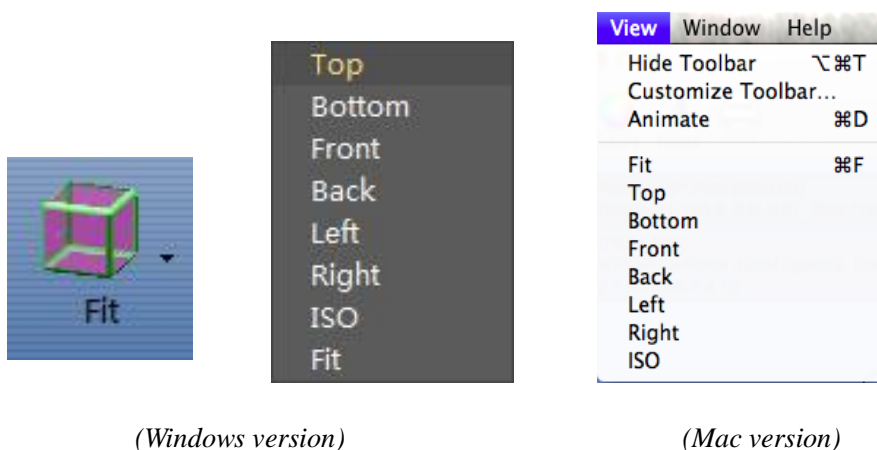 Fit
Top
Bottom
Front
Back
Left
Right
ISO
Fit
View Window Help
Hide Toolbar ⌥⌘T
Customize Toolbar...
Animate ⌘D
Fit ⌘F
Top
Bottom
Front
Back
Left
Right
ISO
(Windows version)
(Mac version)